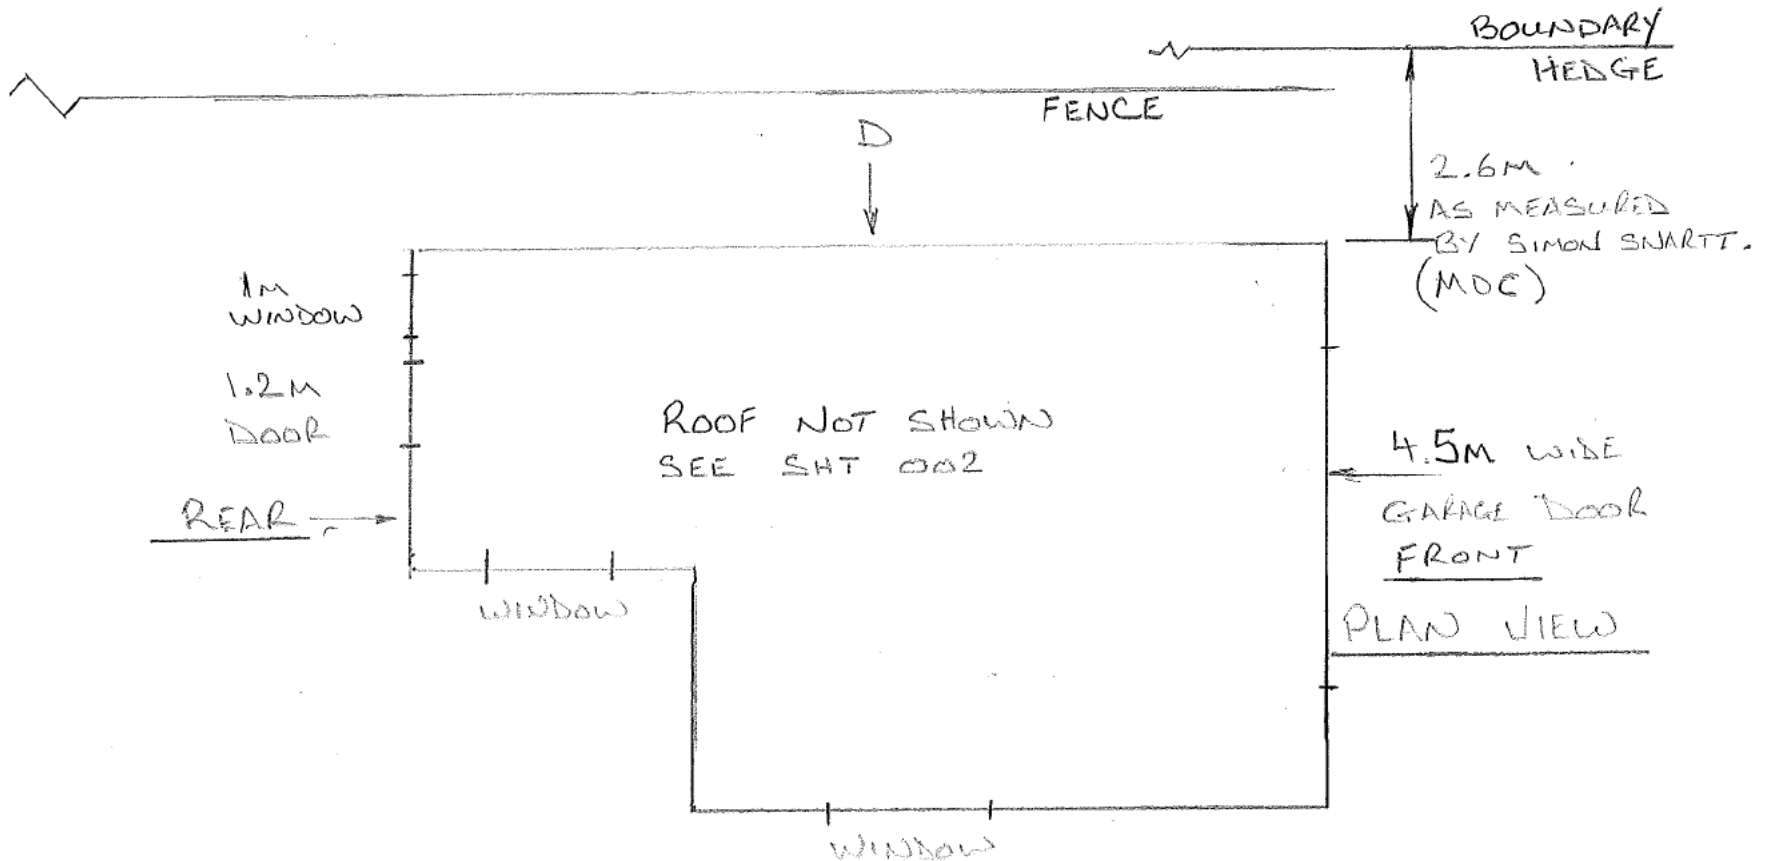 BOUNDARY
HEDGE
FENCE
D
2.6M
AS MEASURED
BY SIMON SNARTT.
(MDC)
1M
WINDOW
1.2M
DOOR
ROOF NOT SHOWN
SEE SHT 002
4.5M WIDE
GARAGE DOOR
FRONT
REAR
WINDOW
PLAN VIEW
WINDOW